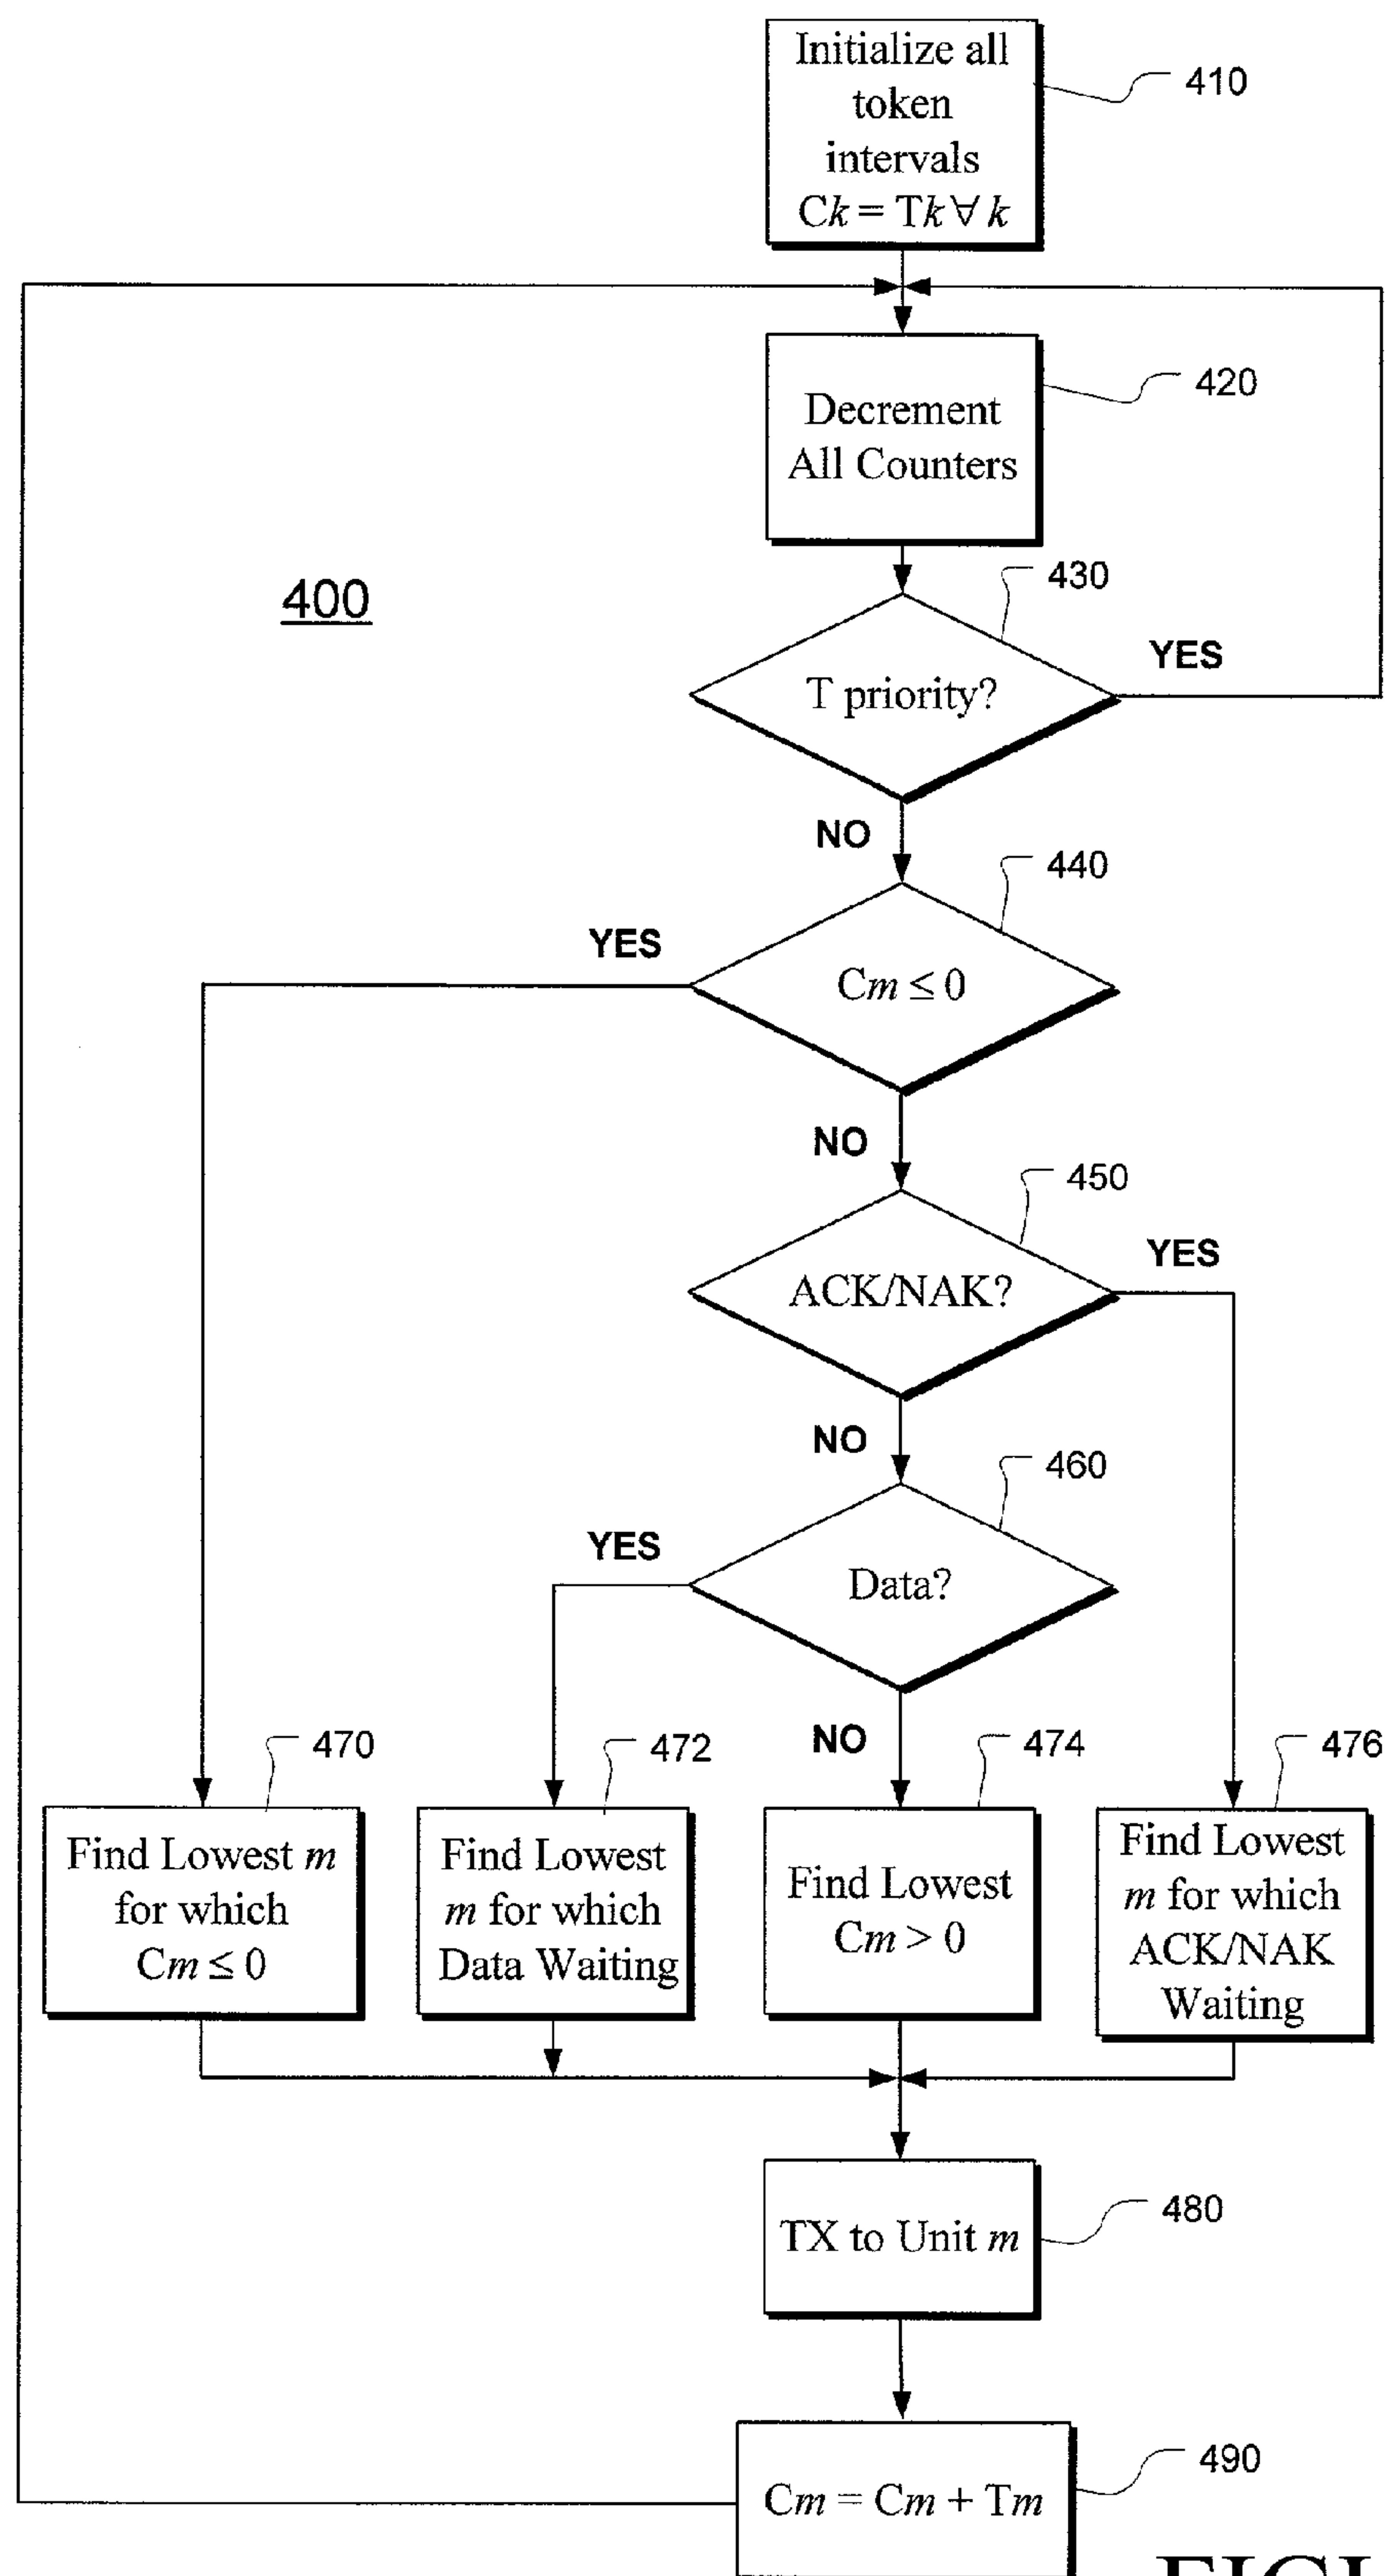 Initialize all
token
intervals
Ck = Tk ∀ k
410
Decrement
All Counters
420
400
430
T priority?
YES
NO
440
YES
Cm ≤ 0
NO
450
ACK/NAK?
YES
NO
460
YES
Data?
NO
470
472
474
476
Find Lowest m
for which
Cm ≤ 0
Find Lowest
m for which
Data Waiting
Find Lowest
Cm > 0
Find Lowest
m for which
ACK/NAK
Waiting
TX to Unit m
480
Cm = Cm + Tm
490